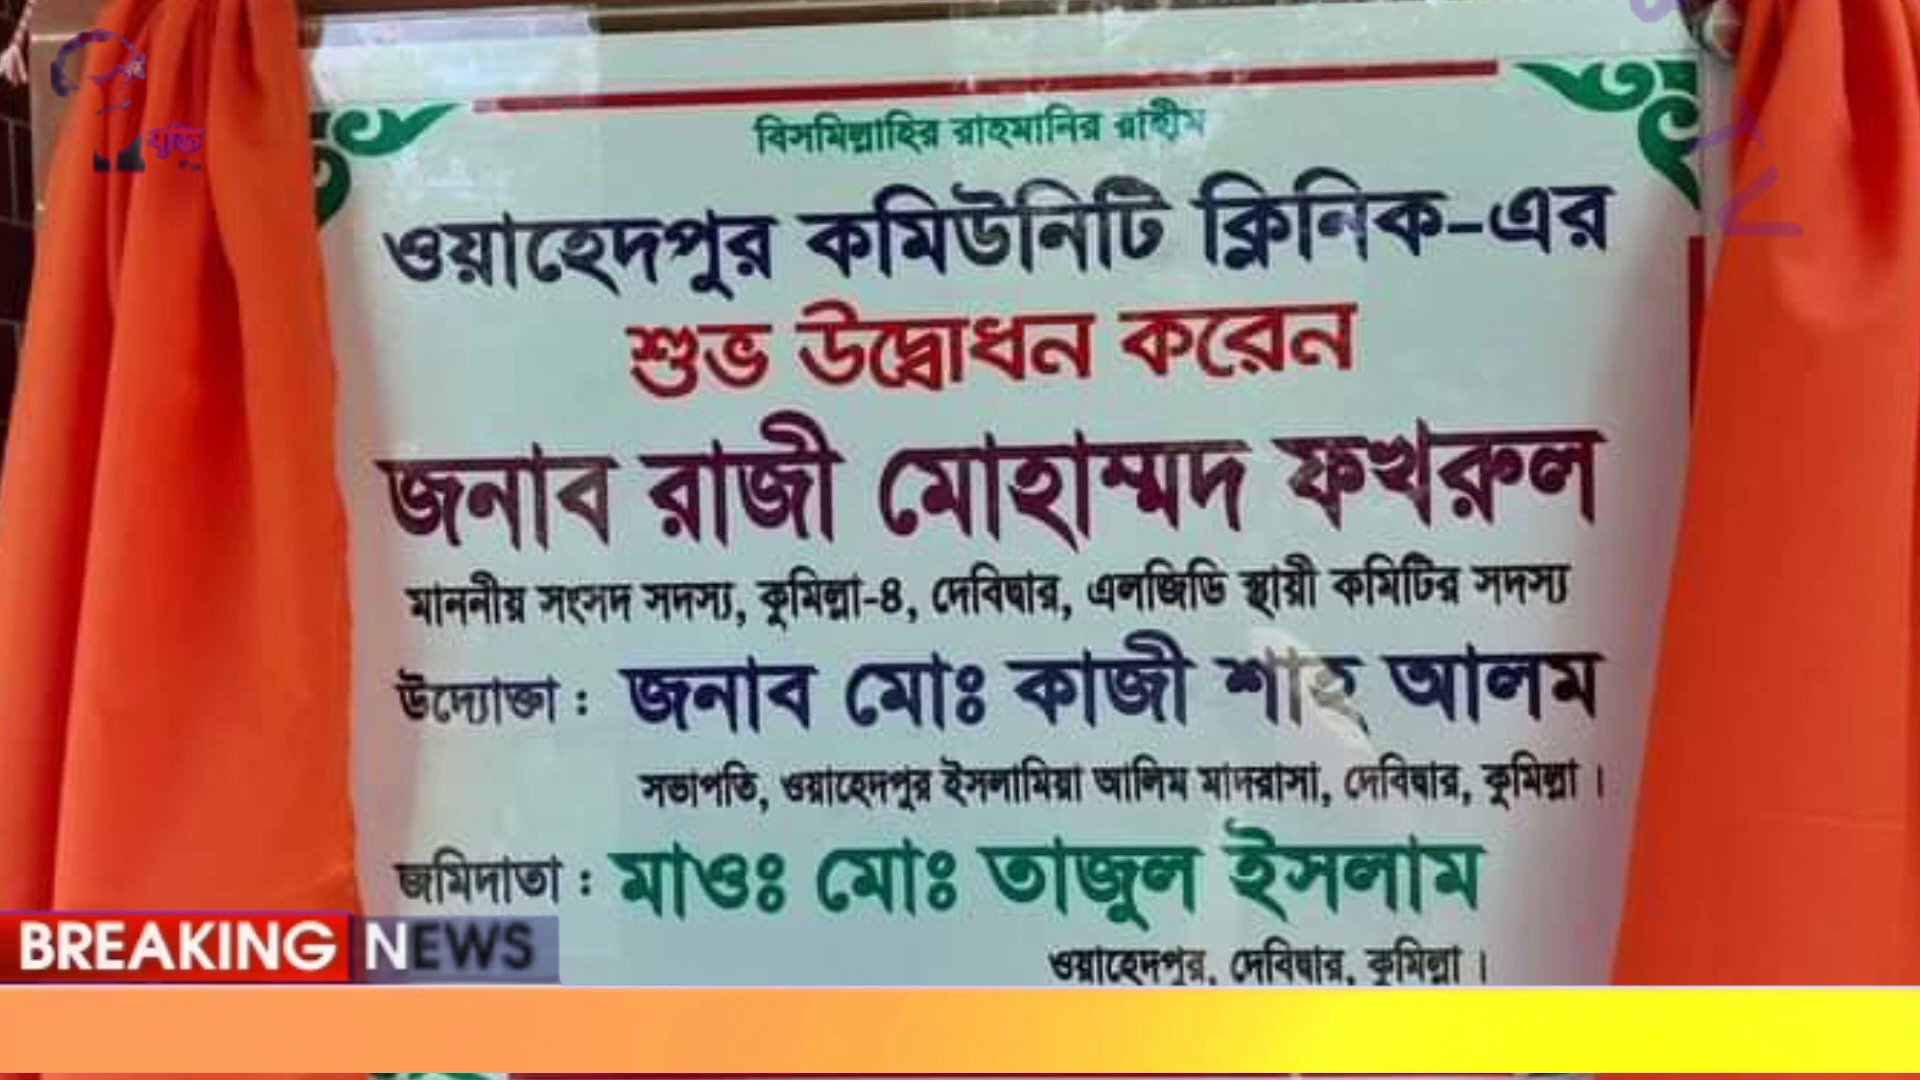 যুক্তি
বিসমিল্লাহির রাহমানির রাহীম
ওয়াহেদপুর কমিউনিটি ক্লিনিক-এর
শুভ উদ্বোধন করেন
জনাব রাজী মোহাম্মদ ফখরুল
মাননীয় সংসদ সদস্য, কুমিল্লা-৪, দেবিদ্বার, এলজিডি স্থায়ী কমিটির সদস্য
উদ্যোক্তা : জনাব মোঃ কাজী শাহ আলম
সভাপতি, ওয়াহেদপুর ইসলামিয়া আলিম মাদরাসা, দেবিদ্বার, কুমিল্লা ।
জমিদাতা : মাওঃ মোঃ তাজুল ইসলাম
ওয়াহেদপুর, দেবিদ্বার, কুমিল্লা ।
BREAKING NEWS